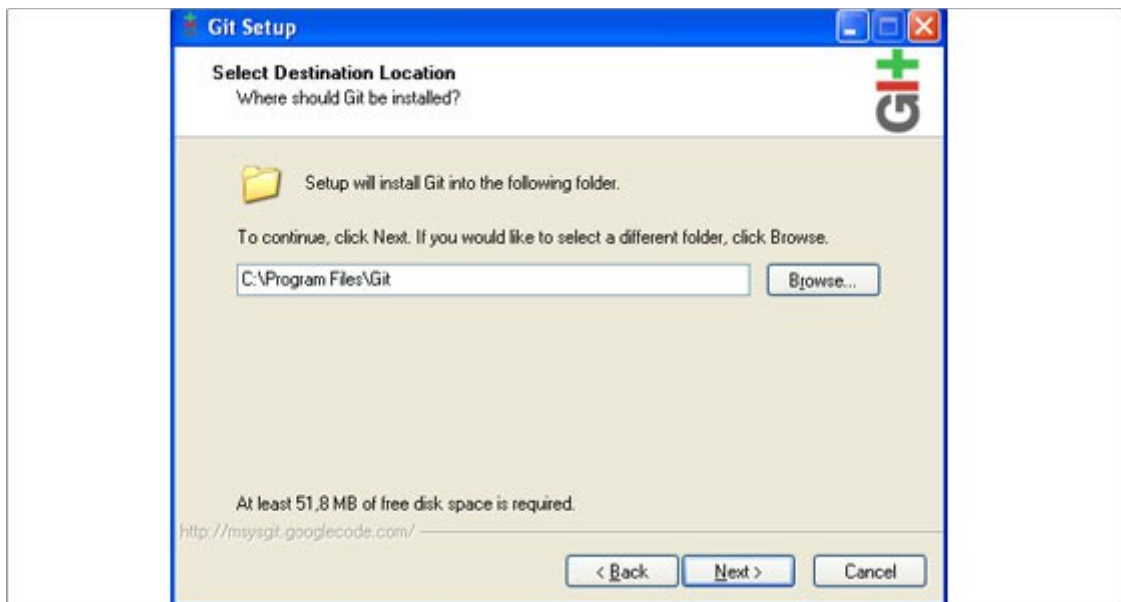 Git Setup
Select Destination Location
Where should Git be installed?
GIt
Setup will install Git into the following folder.
To continue, click Next. If you would like to select a different folder, click Browse.
C:\Program Files\Git
Browse...
At least 51,8 MB of free disk space is required.
http://msysgit.googlecode.com/
< Back
Next >
Cancel